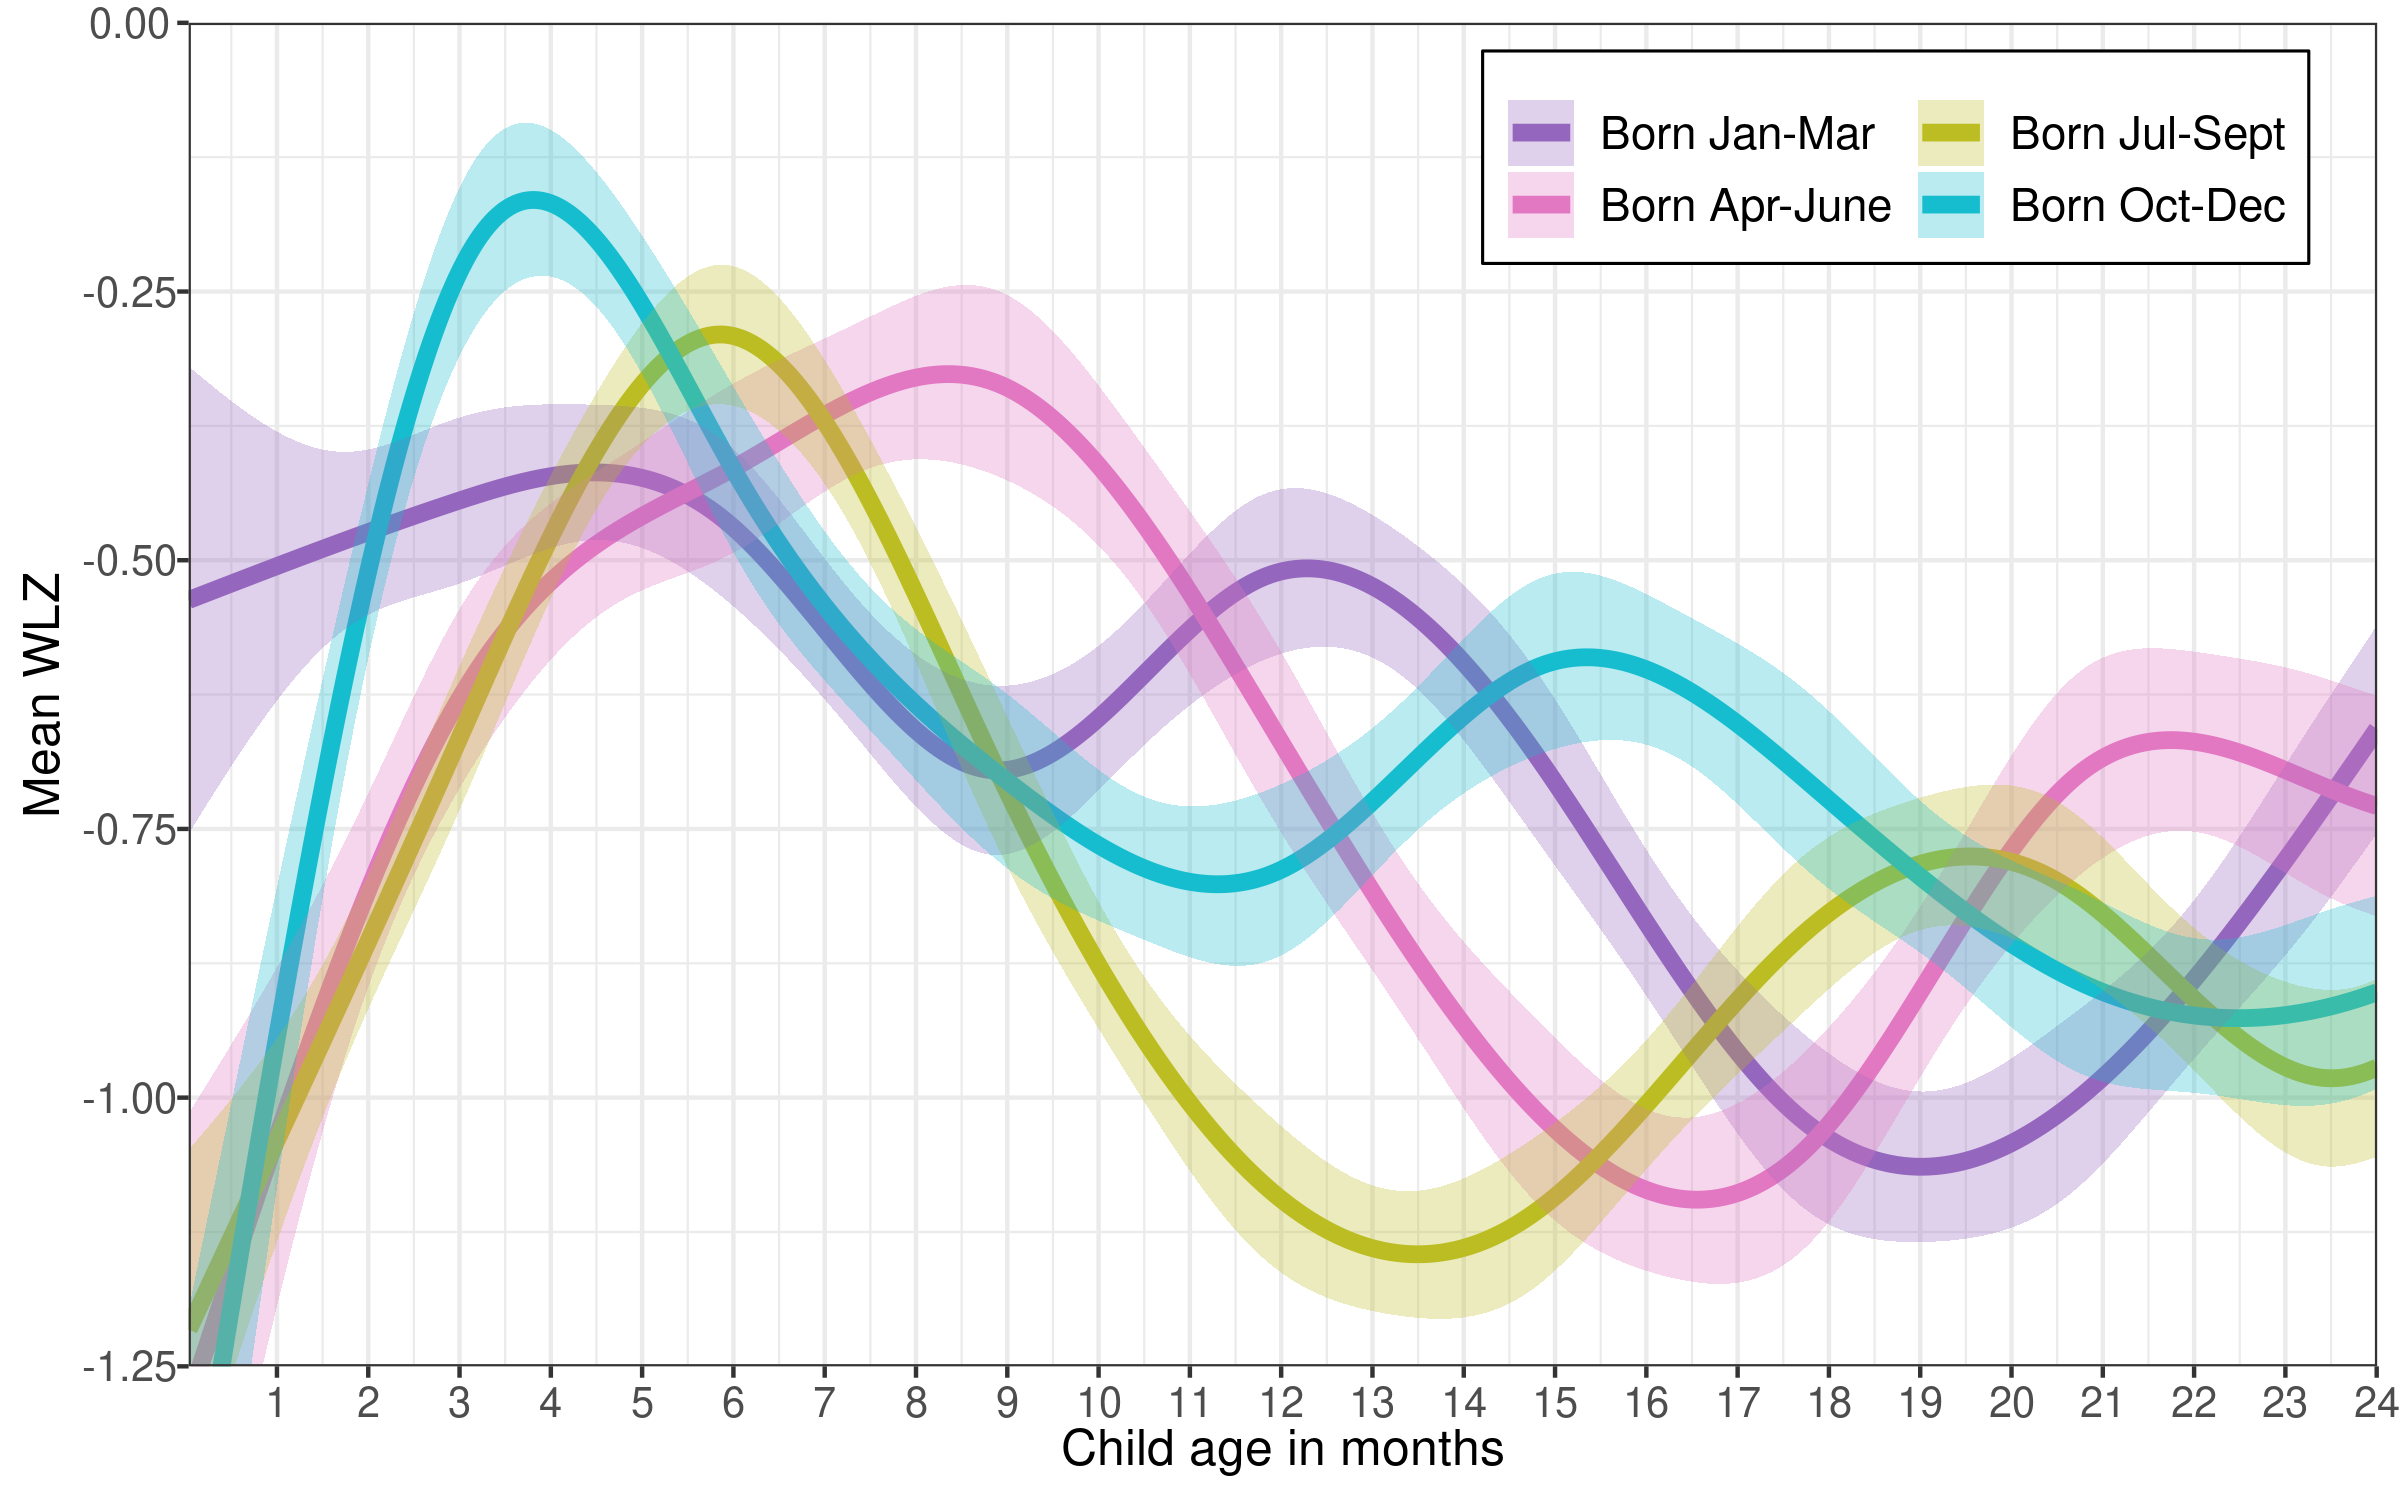 0.00
-0.25
-0.50
-0.75
-1.00
-1.25
Mean WLZ
Born Jan-Mar Born Jul-Sept
Born Apr-June Born Oct-Dec
1 2 3 4 5 6 7 8 9 10 11 12 13 14 15 16 17 18 19 20 21 22 23 24
Child age in months